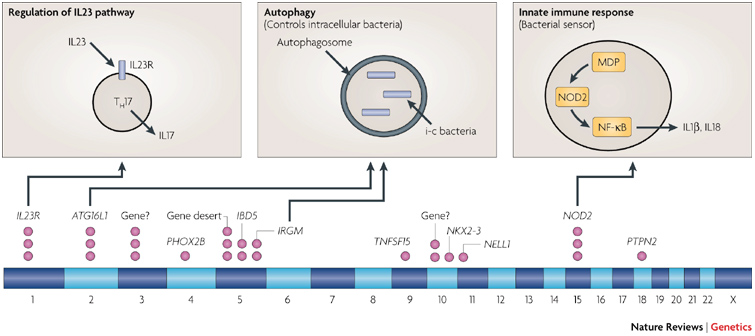 Regulation of IL23 pathway
IL23
IL23R
TH17
IL17
Autophagy
(Controls intracellular bacteria)
Autophagosome
i-c bacteria
Innate immune response
(Bacterial sensor)
MDP
NOD2
NF-κB
IL1β, IL18
IL23R
ATG16L1
Gene?
PHOX2B
Gene desert
IBD5
IRGM
TNFSF15
Gene?
NKX2-3
NELL1
NOD2
PTPN2
1 2 3 4 5 6 7 8 9 10 11 12 13 14 15 16 17 18 19 20 21 22 X
Nature Reviews | Genetics